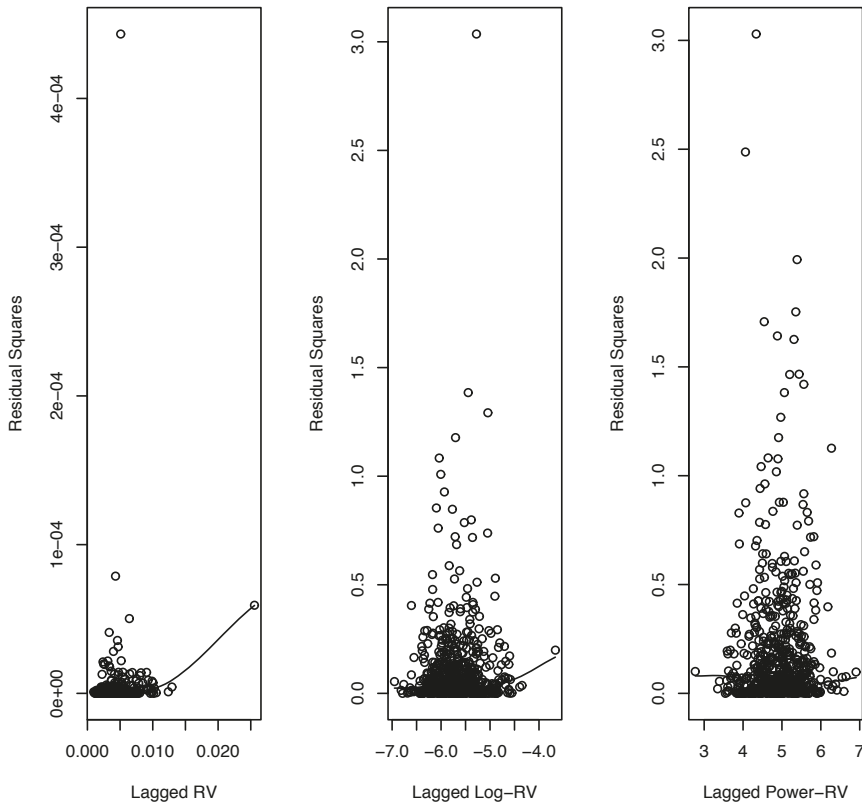 Residual Squares
0e+00 1e−04 2e−04 3e−04 4e−04
0.000 0.010 0.020
Lagged RV
Residual Squares
0.0 0.5 1.0 1.5 2.0 2.5 3.0
−7.0 −6.0 −5.0 −4.0
Lagged Log−RV
Residual Squares
0.0 0.5 1.0 1.5 2.0 2.5 3.0
3 4 5 6 7
Lagged Power−RV